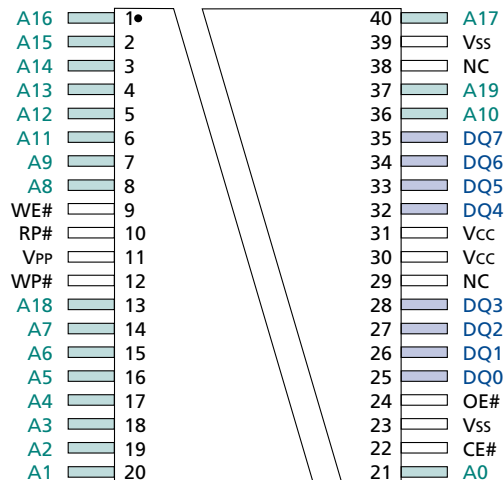 A16 1 40 A17
A15 2 39 Vss
A14 3 38 NC
A13 4 37 A19
A12 5 36 A10
A11 6 35 DQ7
A9 7 34 DQ6
A8 8 33 DQ5
WE# 9 32 DQ4
RP# 10 31 VCC
VPP 11 30 VCC
WP# 12 29 NC
A18 13 28 DQ3
A7 14 27 DQ2
A6 15 26 DQ1
A5 16 25 DQ0
A4 17 24 OE#
A3 18 23 Vss
A2 19 22 CE#
A1 20 21 A0